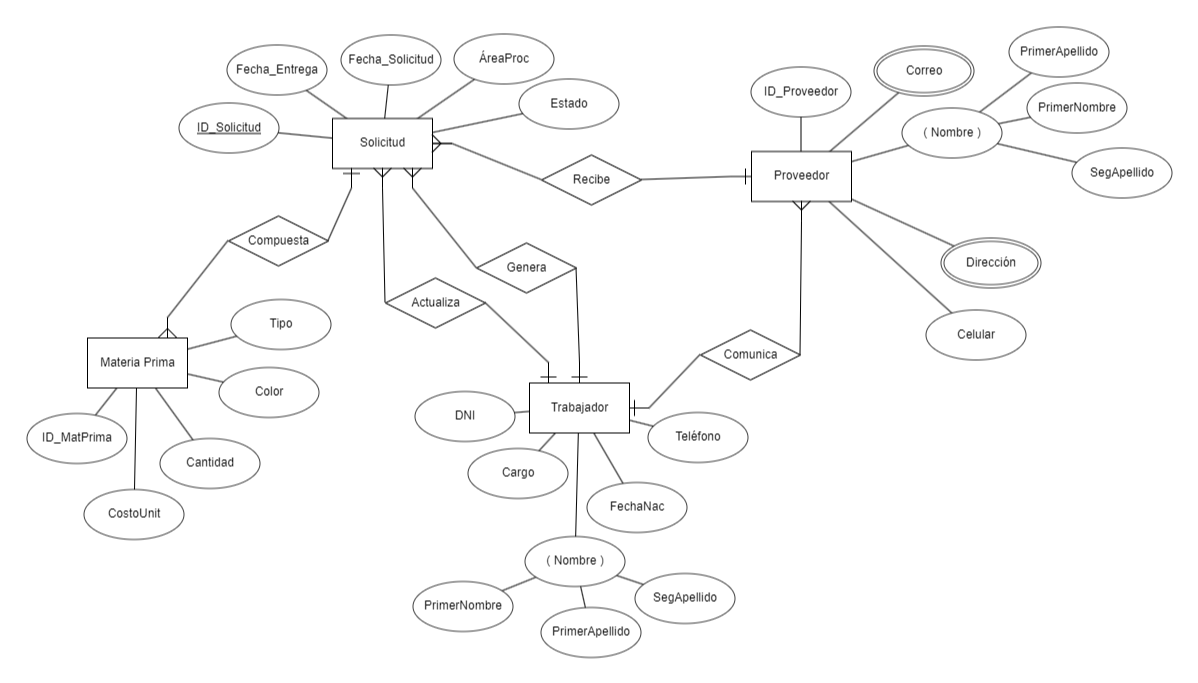 Fecha_Entrega
Fecha_Solicitud
ÁreaProc
Estado
ID_Solicitud
Solicitud
ID_Proveedor
Correo
PrimerApellido
( Nombre )
PrimerNombre
SegApellido
Proveedor
Recibe
Dirección
Celular
Compuesta
Genera
Actualiza
Comunica
Tipo
Materia Prima
Color
ID_MatPrima
Cantidad
CostoUnit
DNI
Trabajador
Teléfono
Cargo
FechaNac
( Nombre )
PrimerNombre
PrimerApellido
SegApellido